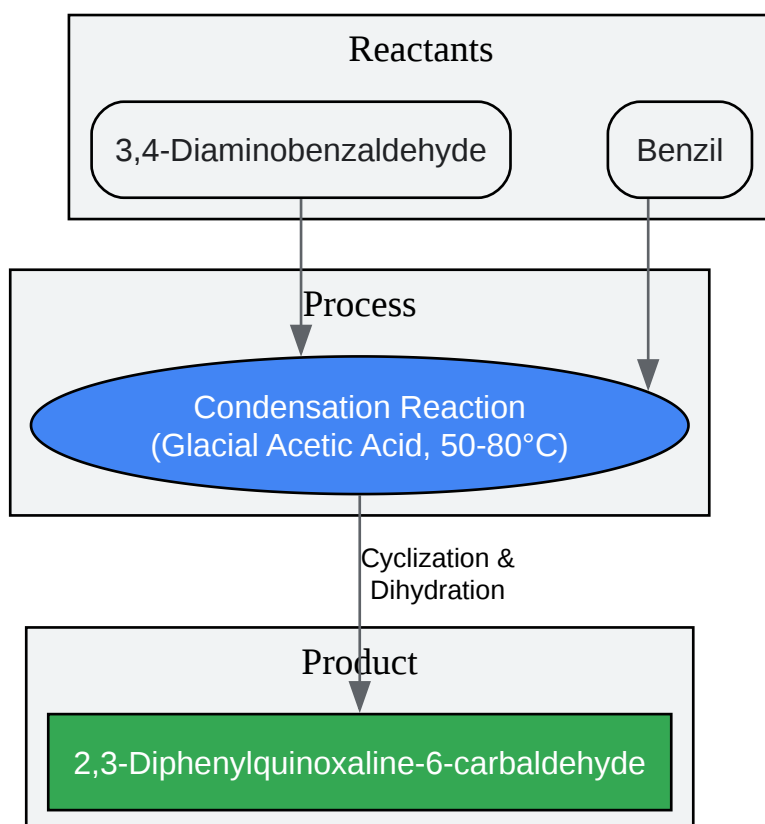 Reactants
3,4-Diaminobenzaldehyde
Benzil
Process
Condensation Reaction
(Glacial Acetic Acid, 50-80°C)
Cyclization &
Dihydration
Product
2,3-Diphenylquinoxaline-6-carbaldehyde